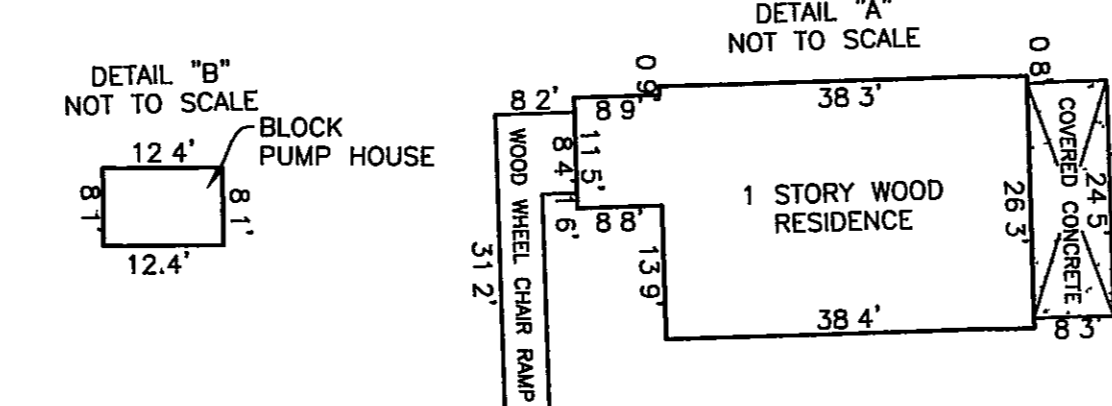 DETAIL "B"
NOT TO SCALE
BLOCK
PUMP HOUSE
12 4'
8 1'
8 1'
12.4'
DETAIL "A"
NOT TO SCALE
8 2'
8 9'
0 9'
38 3'
0 8'
WOOD WHEEL CHAIR RAMP
8 4'
11 5'
1 6'
8 8'
31 2'
13 9'
1 STORY WOOD
RESIDENCE
26 3'
COVERED CONCRETE
24 5'
38 4'
8 3'